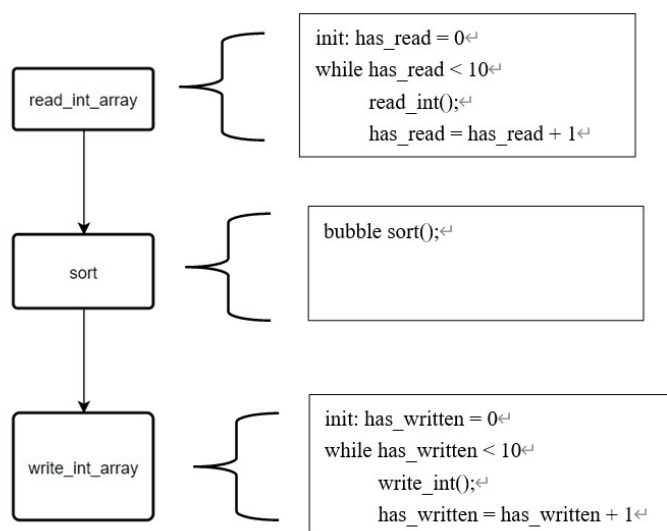 read_int_array
init: has_read = 0↵
while has_read < 10↵
read_int();↵
has_read = has_read + 1↵
sort
bubble sort();↵
write_int_array
init: has_written = 0↵
while has_written < 10↵
write_int();↵
has_written = has_written + 1↵